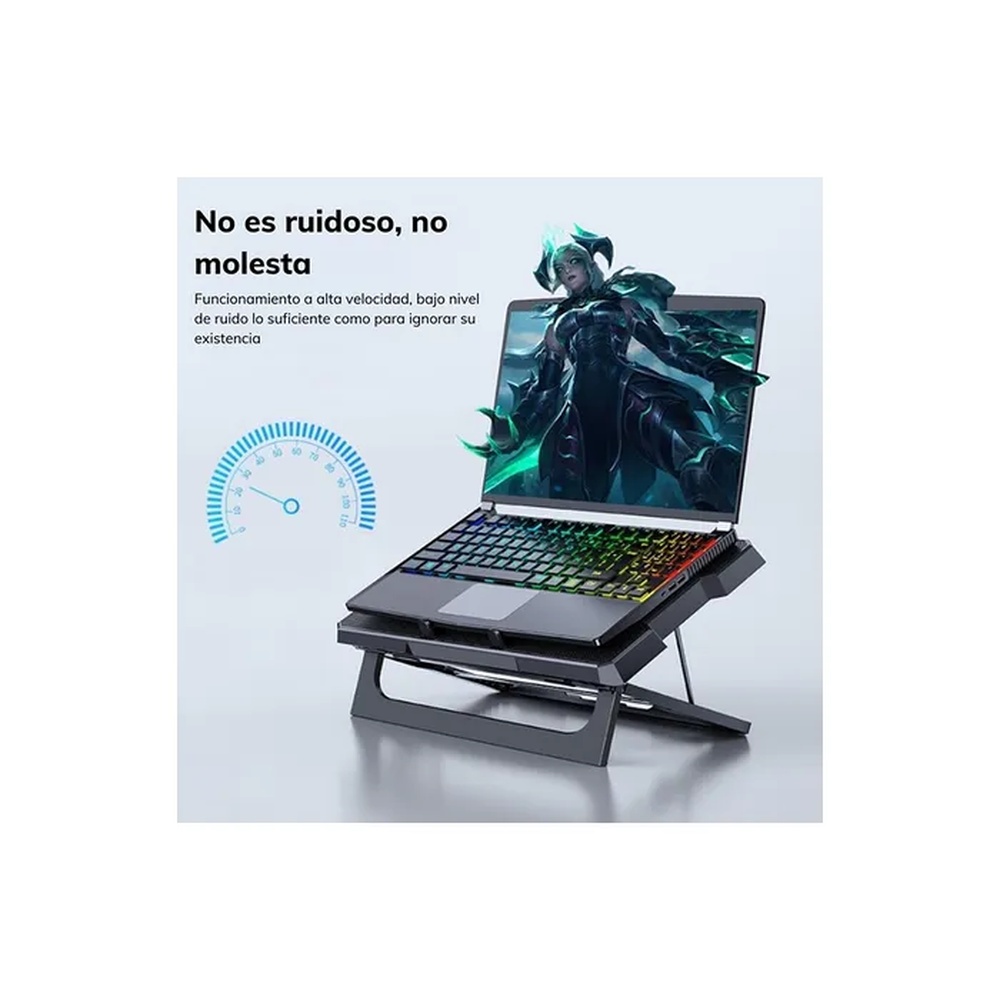 No es ruidoso, no
molesta
Funcionamiento a alta velocidad, bajo nivel
de ruido lo suficiente como para ignorar su
existencia
0 10 20 30 40 50 60 70 80 90 100 110